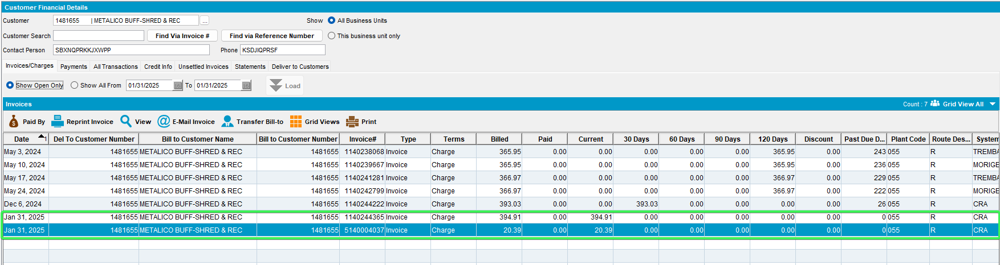 Customer Financial Details
Customer 1481655 | METALICO BUFF-SHRED & REC ... Show All Business Units
Customer Search Find Via Invoice # Find via Reference Number This business unit only
Contact Person SBXNQPRKKJXWPP Phone KSDJIQPRSF
Invoices/Charges Payments All Transactions Credit Info Unsettled Invoices Statements Deliver to Customers
Show Open Only Show All From 01/31/2025 16 To 01/31/2025 16 Load
Invoices Count : 7 Grid View All
Paid By Reprint Invoice View E-Mail Invoice Transfer Bill-to Grid Views Print
Date 1 Del To Customer Number Bill to Customer Name Bill to Customer Number Invoice# Type Terms Billed Paid Current 30 Days 60 Days 90 Days 120 Days Discount Past Due D... Plant Code Route Des... System
May 3, 2024 1481655 METALICO BUFF-SHRED & REC 1481655 1140238068 Invoice Charge 365.95 0.00 0.00 0.00 0.00 0.00 365.95 0.00 243 055 R TREMBA
May 10, 2024 1481655 METALICO BUFF-SHRED & REC 1481655 1140239667 Invoice Charge 365.95 0.00 0.00 0.00 0.00 0.00 365.95 0.00 236 055 R MORIGE
May 17, 2024 1481655 METALICO BUFF-SHRED & REC 1481655 1140241281 Invoice Charge 366.97 0.00 0.00 0.00 0.00 0.00 366.97 0.00 229 055 R TREMBA
May 24, 2024 1481655 METALICO BUFF-SHRED & REC 1481655 1140242799 Invoice Charge 366.97 0.00 0.00 0.00 0.00 0.00 366.97 0.00 222 055 R MORIGE
Dec 6, 2024 1481655 METALICO BUFF-SHRED & REC 1481655 1140244222 Invoice Charge 393.03 0.00 0.00 393.03 0.00 0.00 0.00 0.00 26 055 R CRA
Jan 31, 2025 1481655 METALICO BUFF-SHRED & REC 1481655 1140244365 Invoice Charge 394.91 0.00 394.91 0.00 0.00 0.00 0.00 0.00 0 055 R CRA
Jan 31, 2025 1481655 METALICO BUFF-SHRED & REC 1481655 5140004037 Invoice Charge 20.39 0.00 20.39 0.00 0.00 0.00 0.00 0.00 0 055 R CRA